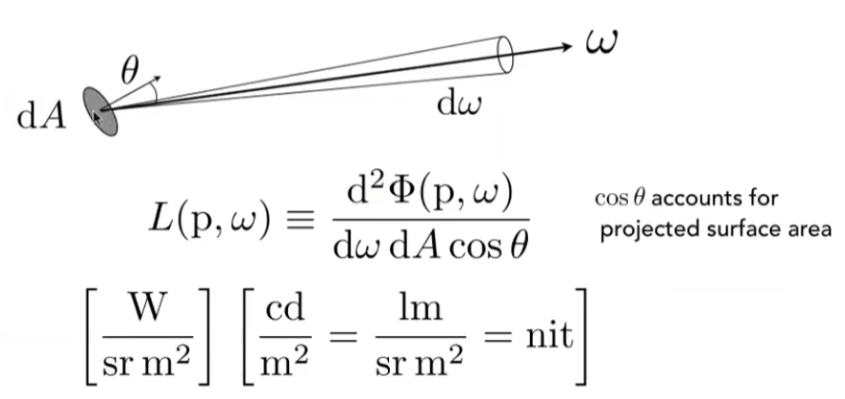 θ
ω
dA
dω
L(p, ω) ≡ d²Φ(p, ω) / dω dA cos θ
cos θ accounts for
projected surface area
[W / sr m²] [cd / m² = lm / sr m² = nit]